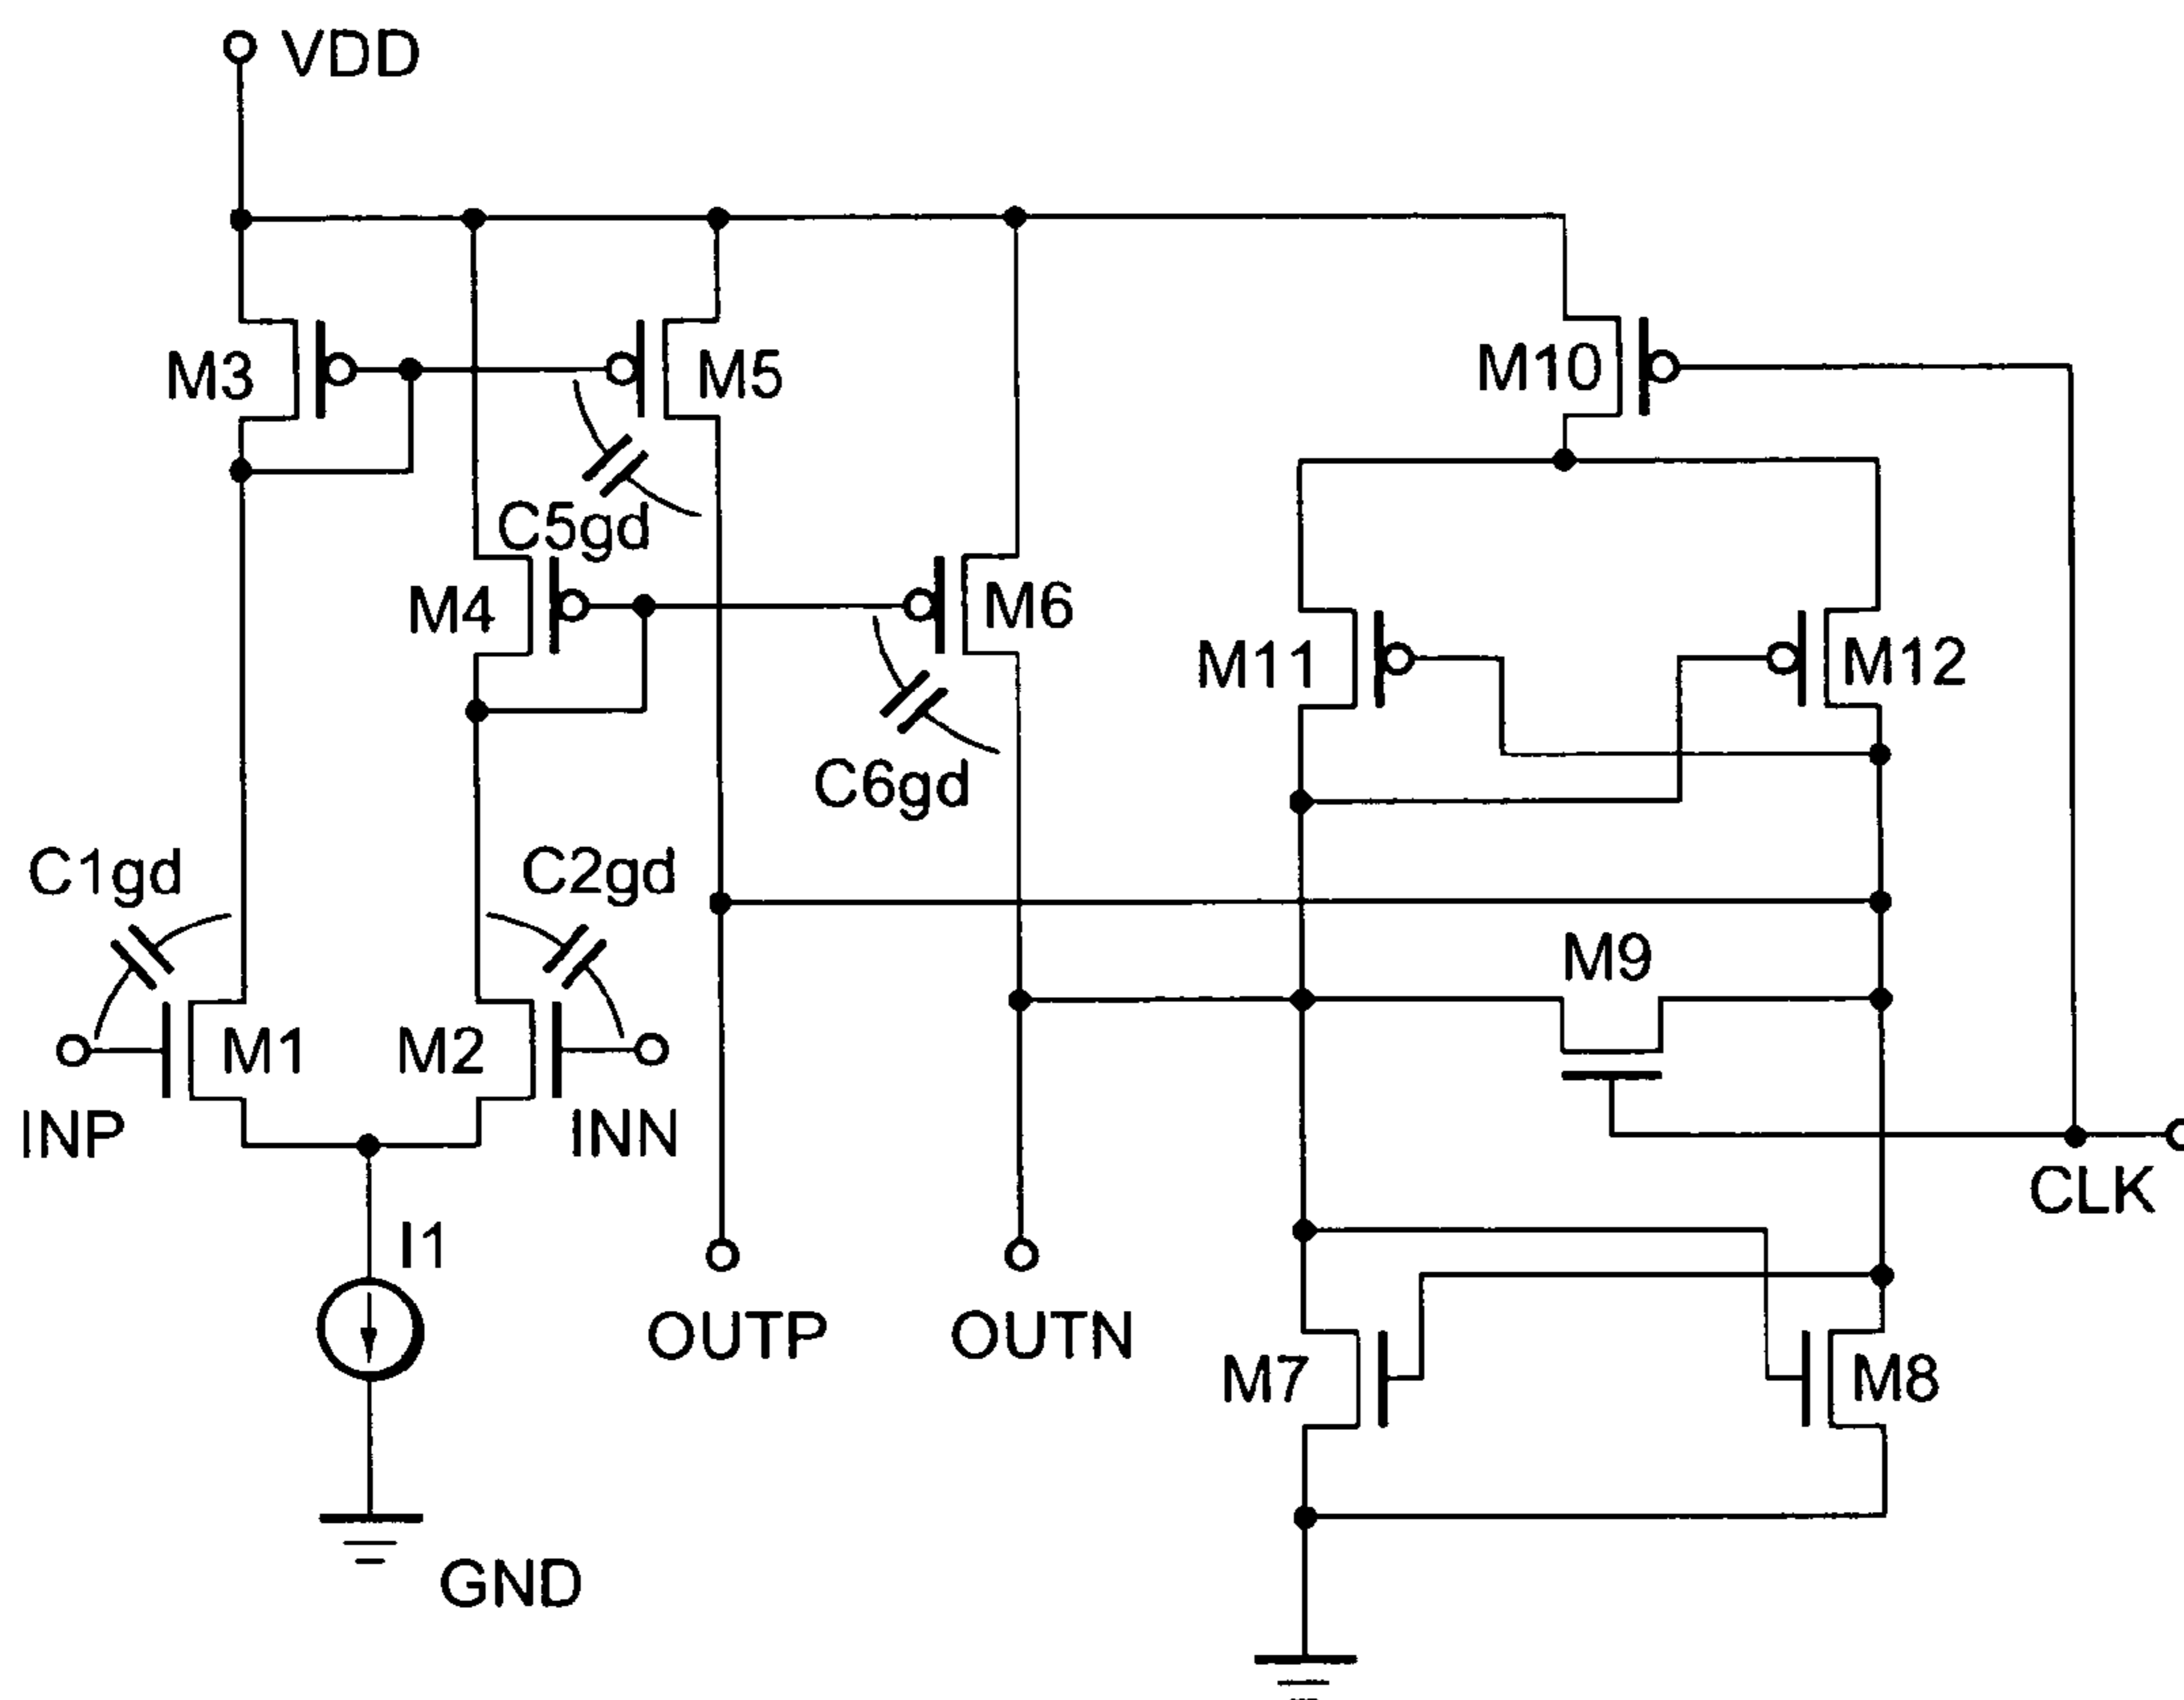 VDD
M3
M5
M10
C5gd
M4
M6
M11
M12
C6gd
C1gd
C2gd
M9
M1
M2
INP
INN
CLK
I1
OUTP
OUTN
M7
M8
GND